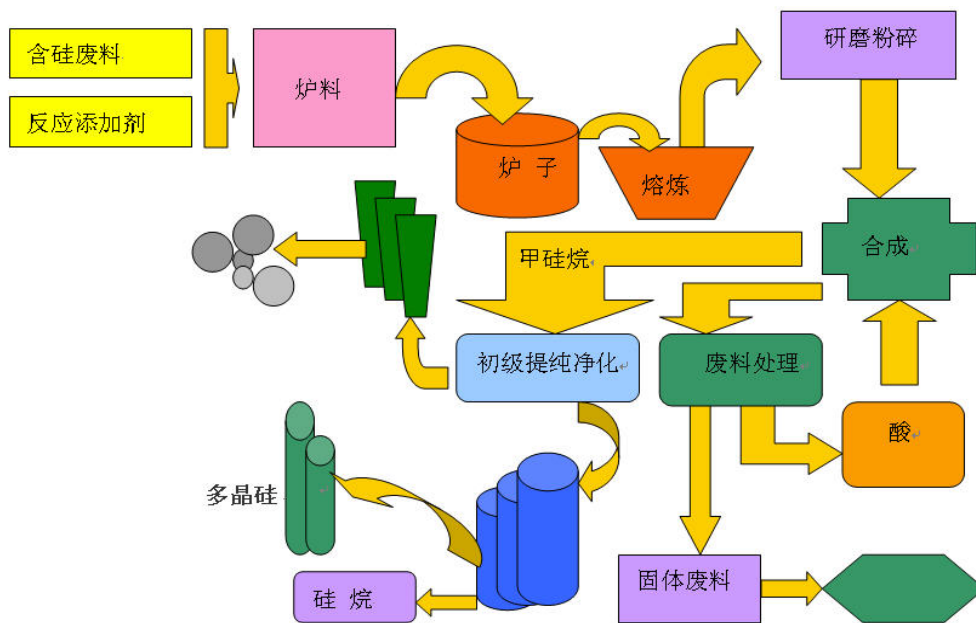 含硅废料
反应添加剂
炉料
炉 子
熔炼
研磨粉碎
合成
甲硅烷
初级提纯净化
废料处理
酸
多晶硅
硅 烷
固体废料